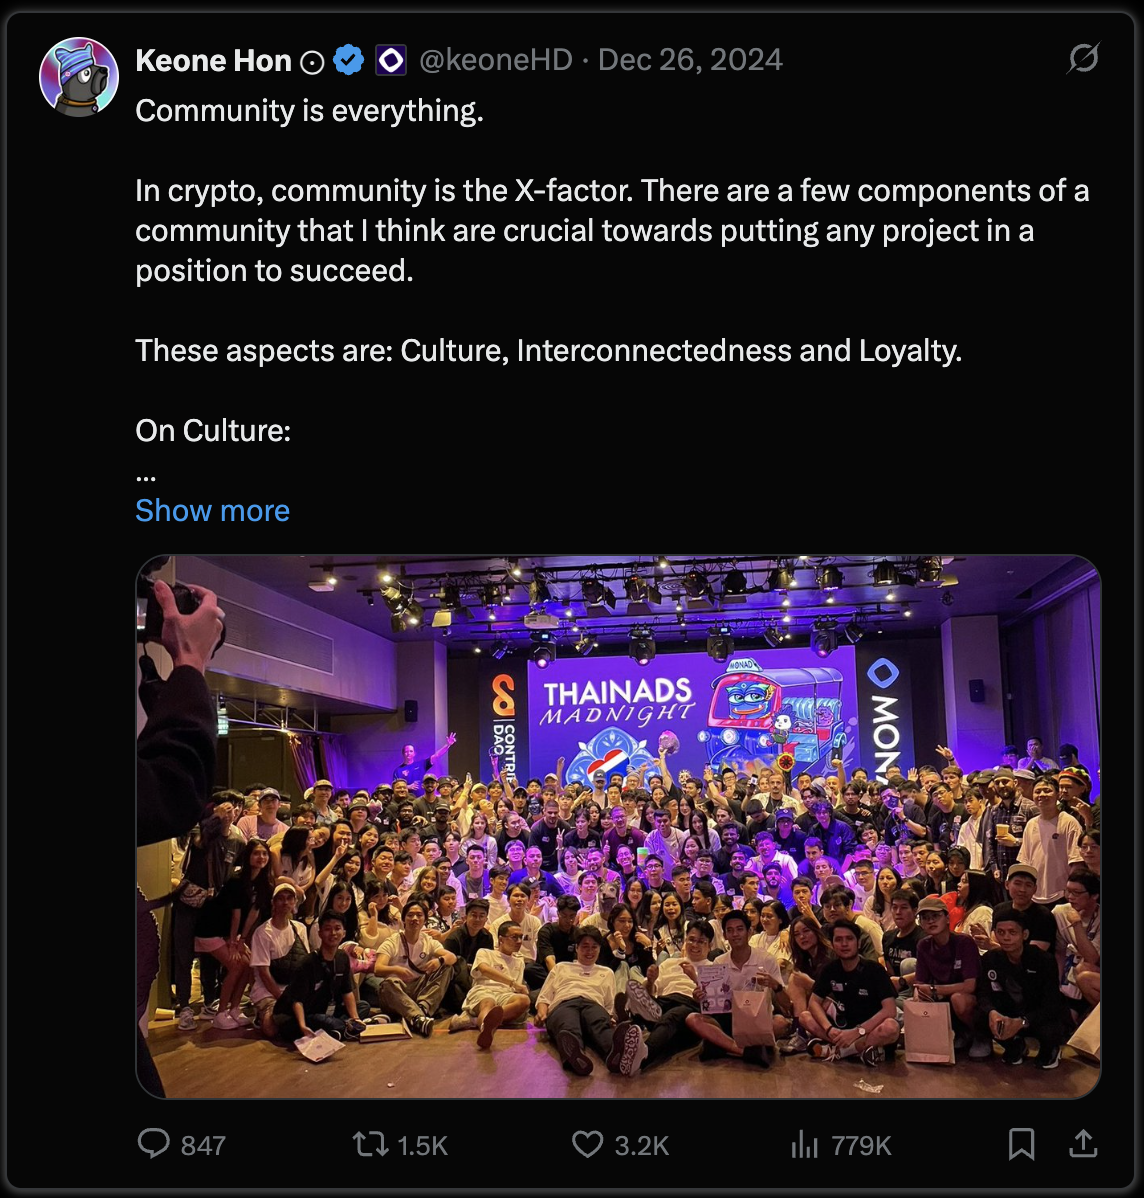 Keone Hon @keoneHD · Dec 26, 2024
Community is everything.
In crypto, community is the X-factor. There are a few components of a
community that I think are crucial towards putting any project in a
position to succeed.
These aspects are: Culture, Interconnectedness and Loyalty.
On Culture:
...
Show more
MONAD
THAINADS
MADNIGHT
CONTRI
DAO
MONA
847
1.5K
3.2K
779K